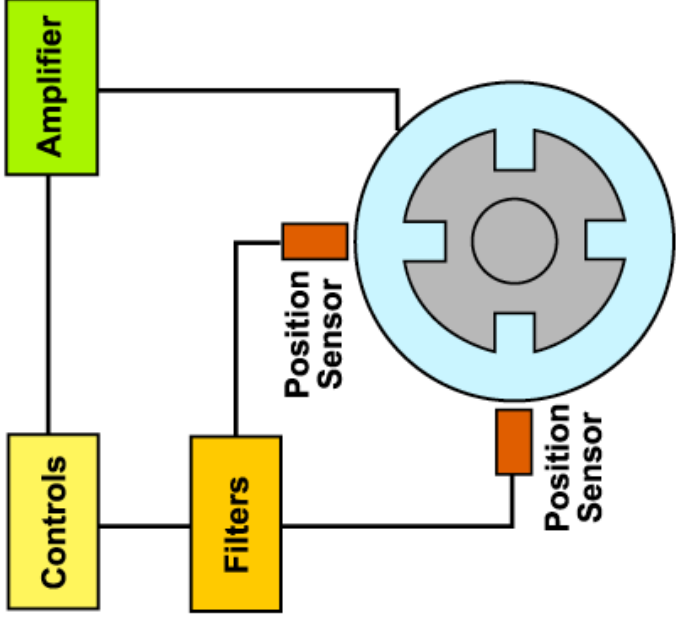 Amplifier
Position
Sensor
Controls
Filters
Position
Sensor